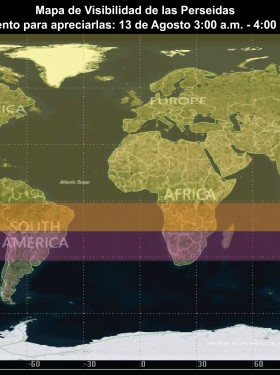 Mapa de Visibilidad de las Perseidas
ento para apreciarlas: 13 de Agosto 3:00 a.m. - 4:00
ICA
EUROPE
Atlantic Ocean
AFRICA
SOUTH
AMERICA
ANTARCTIC
-60 -30 0 30 60